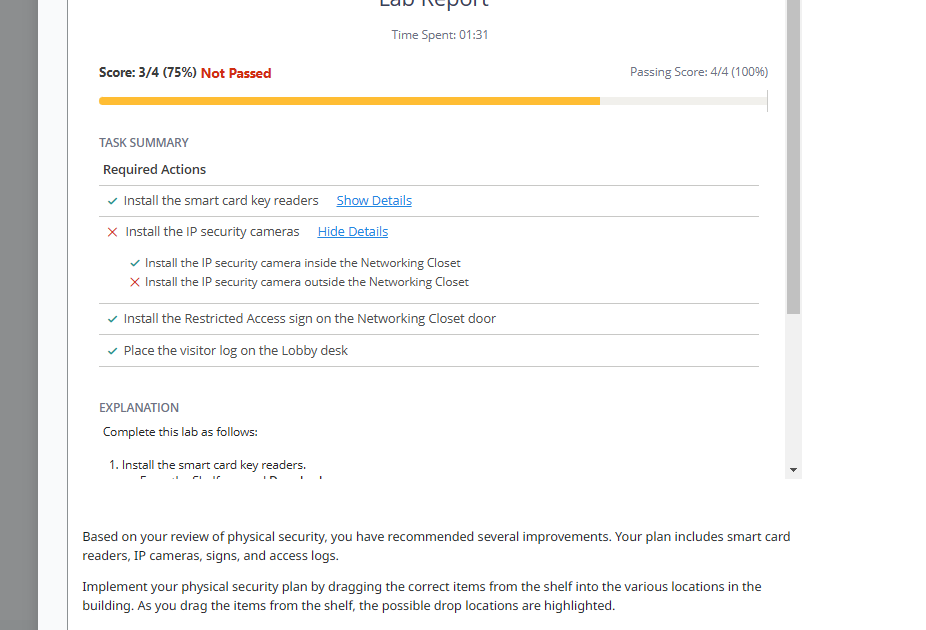 Lab Report
Time Spent: 01:31
Score: 3/4 (75%) Not Passed
Passing Score: 4/4 (100%)
TASK SUMMARY
Required Actions
Install the smart card key readers Show Details
Install the IP security cameras Hide Details
Install the IP security camera inside the Networking Closet
Install the IP security camera outside the Networking Closet
Install the Restricted Access sign on the Networking Closet door
Place the visitor log on the Lobby desk
EXPLANATION
Complete this lab as follows:
1. Install the smart card key readers.
Based on your review of physical security, you have recommended several improvements. Your plan includes smart card
readers, IP cameras, signs, and access logs.
Implement your physical security plan by dragging the correct items from the shelf into the various locations in the
building. As you drag the items from the shelf, the possible drop locations are highlighted.